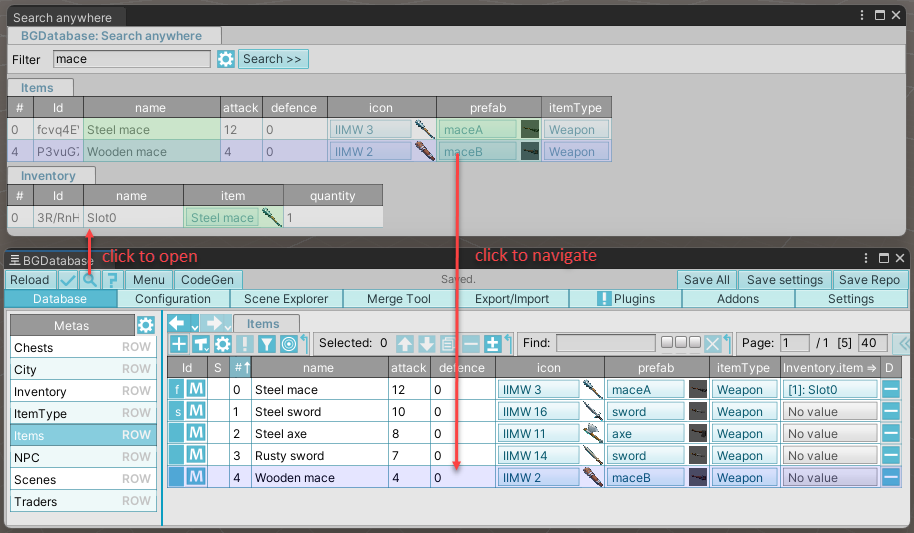 Search anywhere
BGDatabase: Search anywhere
Filter mace Search >>
Items
# Id name attack defence icon prefab itemType
0 fcvq4E Steel mace 12 0 IIMW 3 maceA Weapon
4 P3vuG Wooden mace 4 0 IIMW 2 maceB Weapon
Inventory
# Id name item quantity
0 3R/RnH Slot0 Steel mace 1
click to open click to navigate
BGDatabase
Reload ? Menu CodeGen Saved. Save All Save settings Save Repo
Database Configuration Scene Explorer Merge Tool Export/Import Plugins Addons Settings
Metas Items
Selected: 0 Find: Page: 1 / 1 [5] 40
Id S # name attack defence icon prefab itemType Inventory.item ⇒ D
Chests ROW
City ROW
Inventory ROW
ItemType ROW
Items ROW
NPC ROW
Scenes ROW
Traders ROW
f M 0 Steel mace 12 0 IIMW 3 maceA Weapon [1]: Slot0
s M 1 Steel sword 10 0 IIMW 16 sword Weapon No value
M 2 Steel axe 8 0 IIMW 11 axe Weapon No value
M 3 Rusty sword 7 0 IIMW 14 sword Weapon No value
M 4 Wooden mace 4 0 IIMW 2 maceB Weapon No value